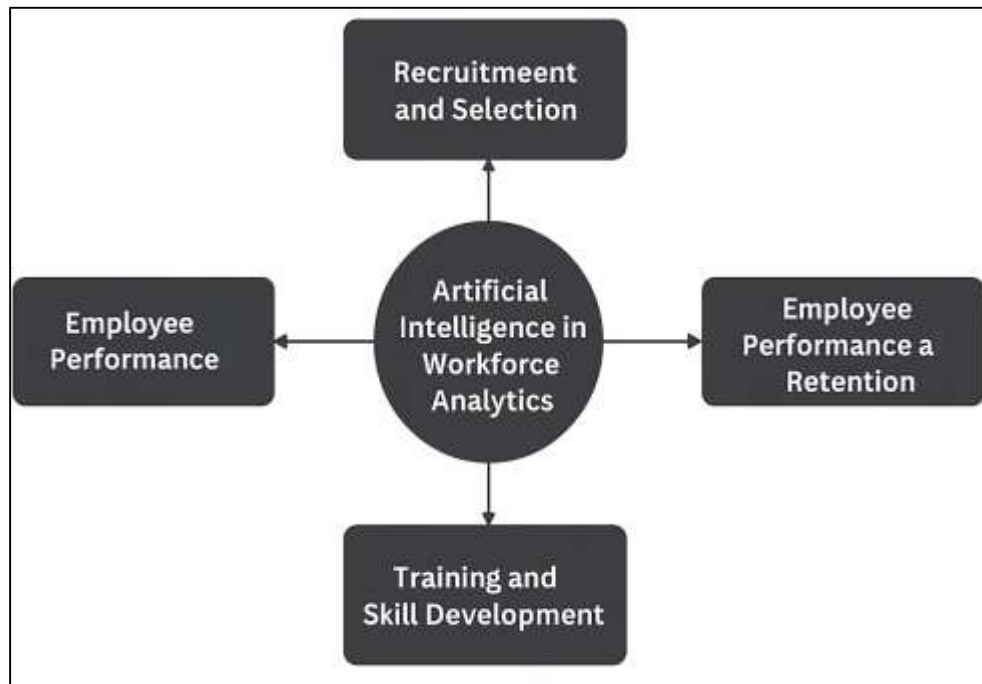 Recruitmeent
and Selection
Employee
Performance
Artificial
Intelligence in
Workforce
Analytics
Employee
Performance a
Retention
Training and
Skill Development